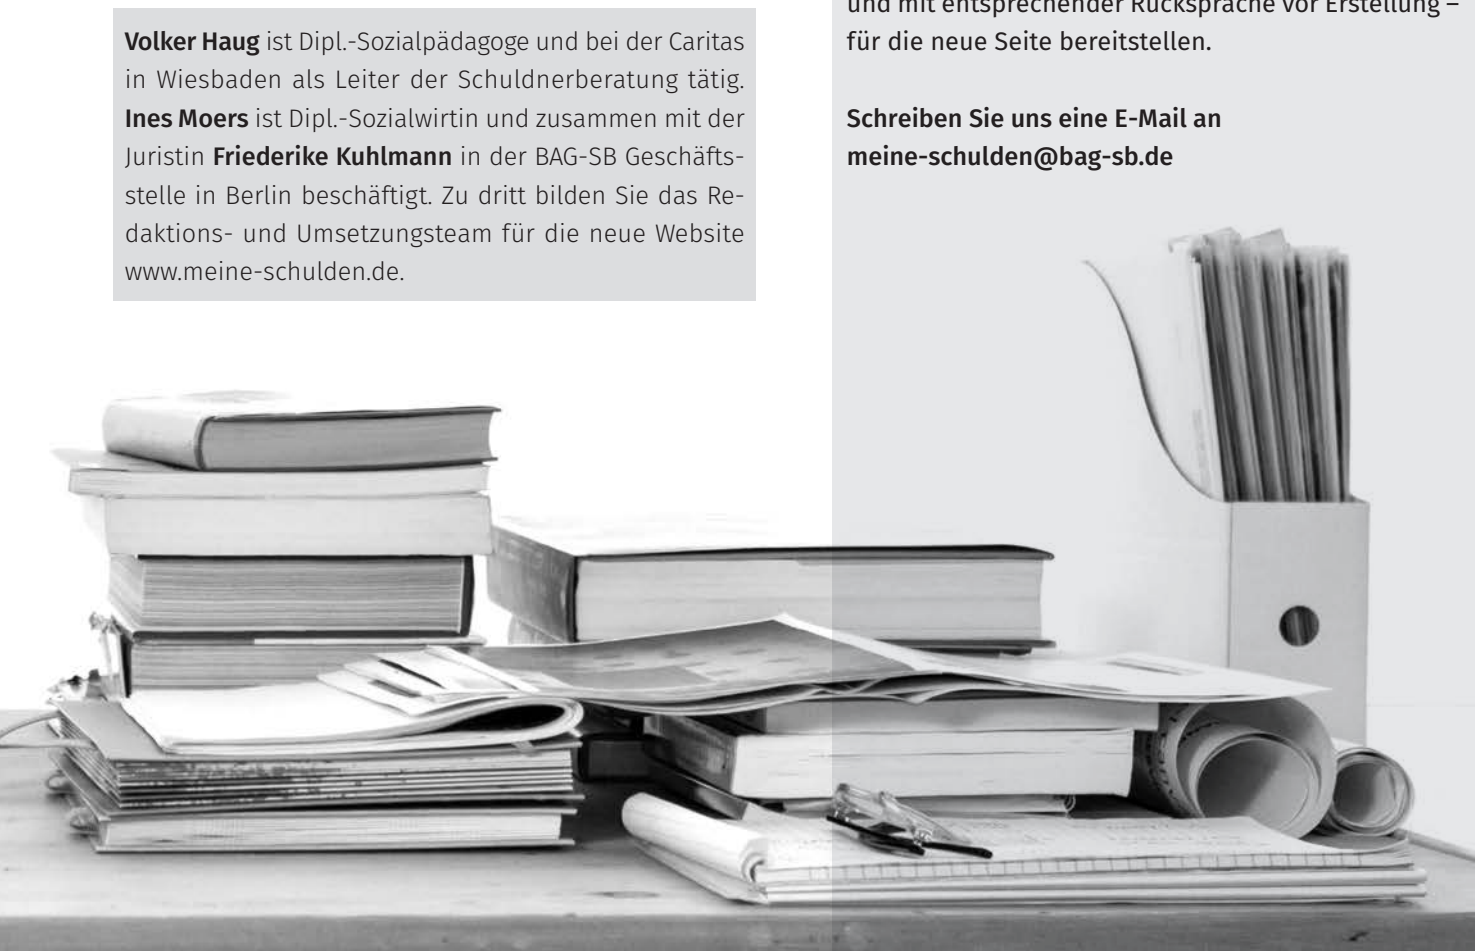 Volker Haug ist Dipl.-Sozialpädagoge und bei der Caritas
in Wiesbaden als Leiter der Schuldnerberatung tätig.
Ines Moers ist Dipl.-Sozialwirtin und zusammen mit der
Juristin Friederike Kuhlmann in der BAG-SB Geschäfts-
stelle in Berlin beschäftigt. Zu dritt bilden Sie das Re-
daktions- und Umsetzungsteam für die neue Website
www.meine-schulden.de.
und mit entsprechender Rücksprache vor Erstellung –
für die neue Seite bereitstellen.
Schreiben Sie uns eine E-Mail an
meine-schulden@bag-sb.de